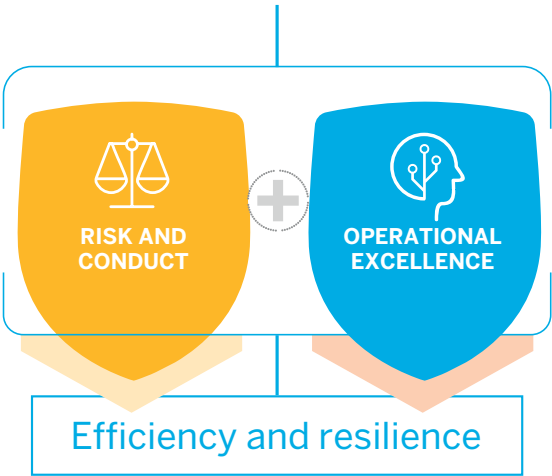 RISK AND
CONDUCT
OPERATIONAL
EXCELLENCE
Efficiency and resilience